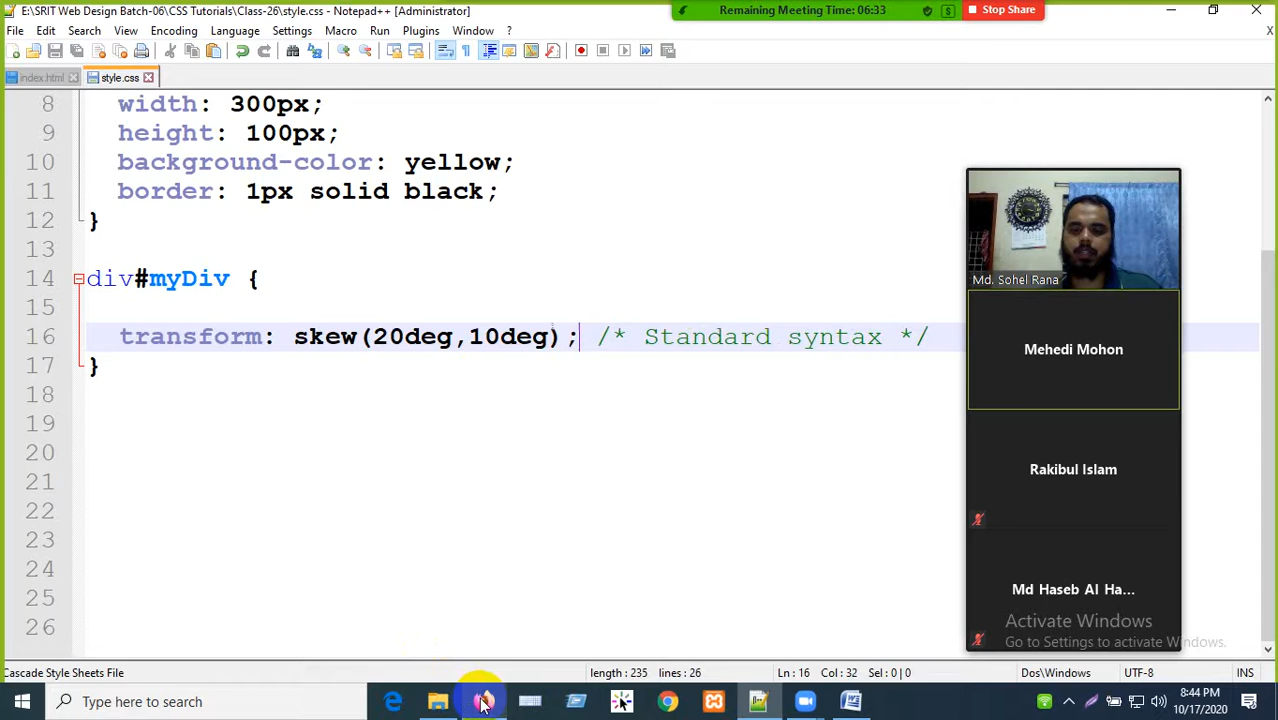 E:\SRIT Web Design Batch-06\CSS Tutorials\Class-26\style.css - Notepad++ [Administrator]
Remaining Meeting Time: 06:33
Stop Share
File Edit Search View Encoding Language Settings Macro Run Plugins Window ? X
index.html style.css
8 width: 300px;
9 height: 100px;
10 background-color: yellow;
11 border: 1px solid black;
12 }
13
14 div#myDiv {
15
16 transform: skew(20deg,10deg); /* Standard syntax */
17 }
18
19
20
21
22
23
24
25
26
Md. Sohel Rana
Mehedi Mohon
Rakibul Islam
Md Haseb Al Ha...
Activate Windows
Go to Settings to activate Windows.
Cascade Style Sheets File length : 235 lines : 26 Ln : 16 Col : 32 Sel : 0 | 0 Dos\Windows UTF-8 INS
Type here to search
8:44 PM
10/17/2020